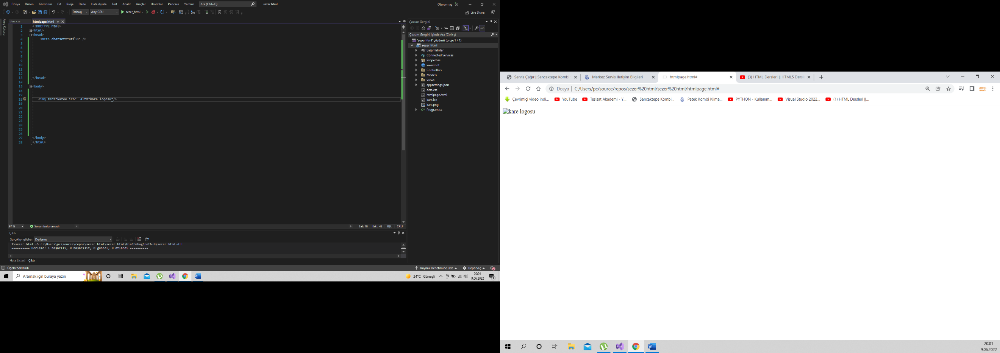 Dosya Düzen Görünüm Git Proje Derle Hata Ayıkla Test Analiz Araçlar Uzantılar Pencere Yardım Ara (Ctrl+Q) sezer html Oturum aç
Debug Any CPU sezer_html Live Share
Araç Kutusu
ders.css htmlpage.html
1 <!DOCTYPE html>
2 <html>
3 <head>
4 <meta charset="utf-8" />
5
6
7
8
9
10
11
12
13 </head>
14
15 <body>
16
17
18 <img src="karee.ico" alt="kare logosu"/>
19
20
21
22
23
24
25
26
27 </body>
28 </html>
97 % Sorun bulunamadı Sat: 18 Krkt: 42 BŞL CRLF
Çıktı
Şu çıktıyı göster: Derleme
1>sezer html -> C:\Users\pc\source\repos\sezer html\sezer html\bin\Debug\net6.0\sezer html.dll
========== Derleme: 1 başarılı, 0 başarısız, 0 güncel, 0 atlandı ==========
Hata Listesi Çıktı
Çözüm Gezgini
Çözüm Gezgini İçinde Ara (Ctrl+ş)
'sezer html' çözümü (proje 1 / 1)
sezer html
Bağımlılıklar
Connected Services
Properties
wwwroot
Controllers
Models
Views
appsettings.json
ders.css
htmlpage.html
kare.ico
kare.png
C# Program.cs
Öğeler Saklandı Kaynak Denetimine Ekle Depo Seç 2
Aramak için buraya yazın 24°C Güneşli 20:01
9.06.2022 1
Servis Çağır | Sancaktepe Kombi Merkez Servis İletişim Bilgileri htmlpage.html# (3) HTML Dersleri || HTML5 Dersl
Dosya | C:/Users/pc/source/repos/sezer%20html/sezer%20html/htmlpage.html#
Çevrimiçi video indi... YouTube Tesisat Akademi - Y... Sancaktepe Kombi... Petek Kombi Klima... PYTHON - Kullanım... Visual Studio 2022... (1) HTML Dersleri ||...
kare logosu
20:01
9.06.2022